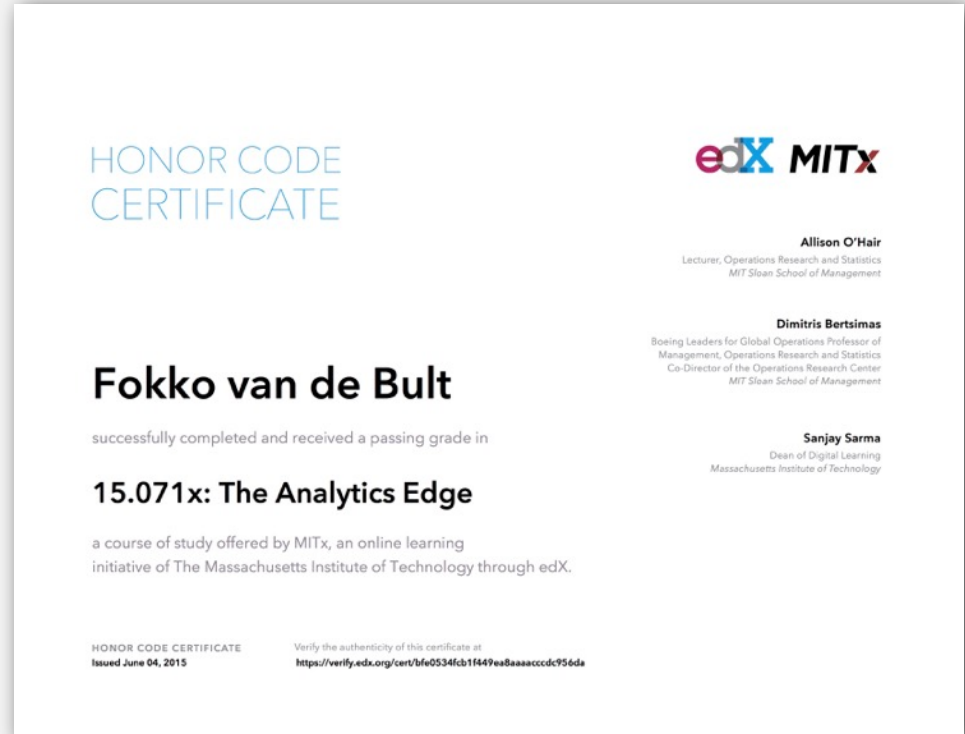 HONOR CODE
CERTIFICATE
edX MITx
Allison O'Hair
Lecturer, Operations Research and Statistics
MIT Sloan School of Management
Dimitris Bertsimas
Boeing Leaders for Global Operations Professor of
Management, Operations Research and Statistics
Co-Director of the Operations Research Center
MIT Sloan School of Management
Sanjay Sarma
Dean of Digital Learning
Massachusetts Institute of Technology
Fokko van de Bult
successfully completed and received a passing grade in
15.071x: The Analytics Edge
a course of study offered by MITx, an online learning
initiative of The Massachusetts Institute of Technology through edX.
HONOR CODE CERTIFICATE
Issued June 04, 2015
Verify the authenticity of this certificate at
https://verify.edx.org/cert/bfe0534fcb1f449ea8aaaacccdc956da